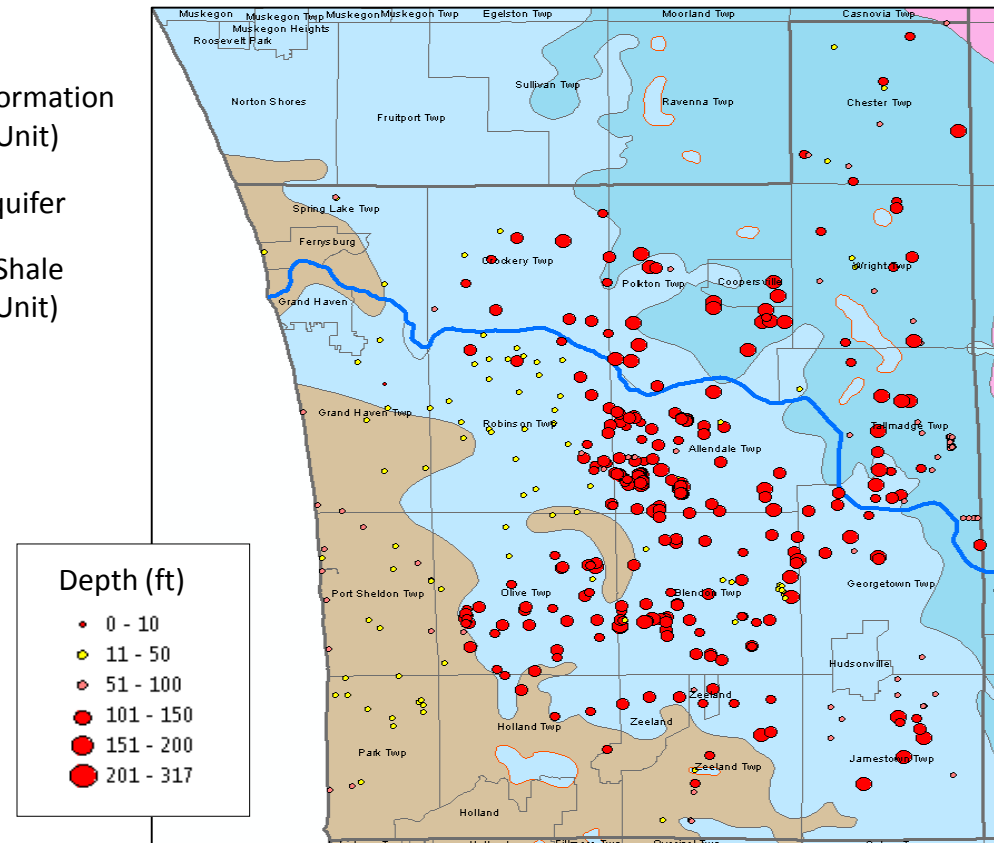 Muskegon
Muskegon Twp
Muskegon
Muskegon Twp
Egelston Twp
Moorland Twp
Casnovia Twp
Muskegon Heights
Roosevelt Park
Norton Shores
Fruitport Twp
Sullivan Twp
Ravenna Twp
Chester Twp
ormation
Unit)
quifer
Shale
Unit)
Spring Lake Twp
Ferrysburg
Crockery Twp
Polkton Twp
Coopersville
Wright Twp
Grand Haven
Grand Haven Twp
Robinson Twp
Allendale Twp
Tallmadge Twp
Port Sheldon Twp
Olive Twp
Blendon Twp
Georgetown Twp
Hudsonville
Zeeland
Zeeland
Holland Twp
Park Twp
Zeeland Twp
Jamestown Twp
Holland
Depth (ft)
0 - 10
11 - 50
51 - 100
101 - 150
151 - 200
201 - 317